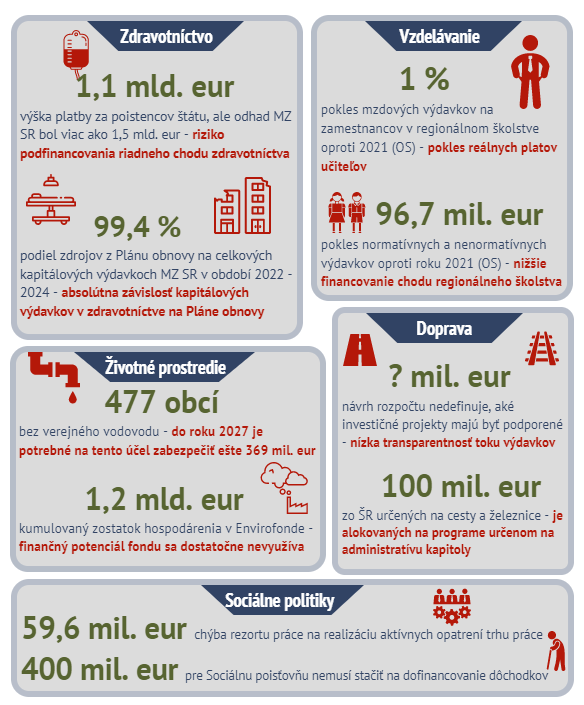 Zdravotníctvo
1,1 mld. eur
výška platby za poistencov štátu, ale odhad MZ
SR bol viac ako 1,5 mld. eur - riziko
podfinancovania riadneho chodu zdravotníctva
99,4 %
podiel zdrojov z Plánu obnovy na celkových
kapitálových výdavkoch MZ SR v období 2022 -
2024 - absolútna závislosť kapitálových
výdavkov v zdravotníctve na Pláne obnovy
Vzdelávanie
1 %
pokles mzdových výdavkov na
zamestnancov v regionálnom školstve
oproti 2021 (OS) - pokles reálnych platov
učiteľov
96,7 mil. eur
pokles normatívnych a nenormatívnych
výdavkov oproti roku 2021 (OS) - nižšie
financovanie chodu regionálneho školstva
Životné prostredie
477 obcí
bez verejného vodovodu - do roku 2027 je
potrebné na tento účel zabezpečiť ešte 369 mil. eur
1,2 mld. eur
kumulovaný zostatok hospodárenia v Envirofonde -
finančný potenciál fondu sa dostatočne nevyužíva
Doprava
? mil. eur
návrh rozpočtu nedefinuje, aké
investičné projekty majú byť podporené
- nízka transparentnosť toku výdavkov
100 mil. eur
zo ŠR určených na cesty a železnice - je
alokovaných na programe určenom na
administratívu kapitoly
Sociálne politiky
59,6 mil. eur chýba rezortu práce na realizáciu aktívnych opatrení trhu práce
400 mil. eur pre Sociálnu poisťovňu nemusí stačiť na dofinancovanie dôchodkov